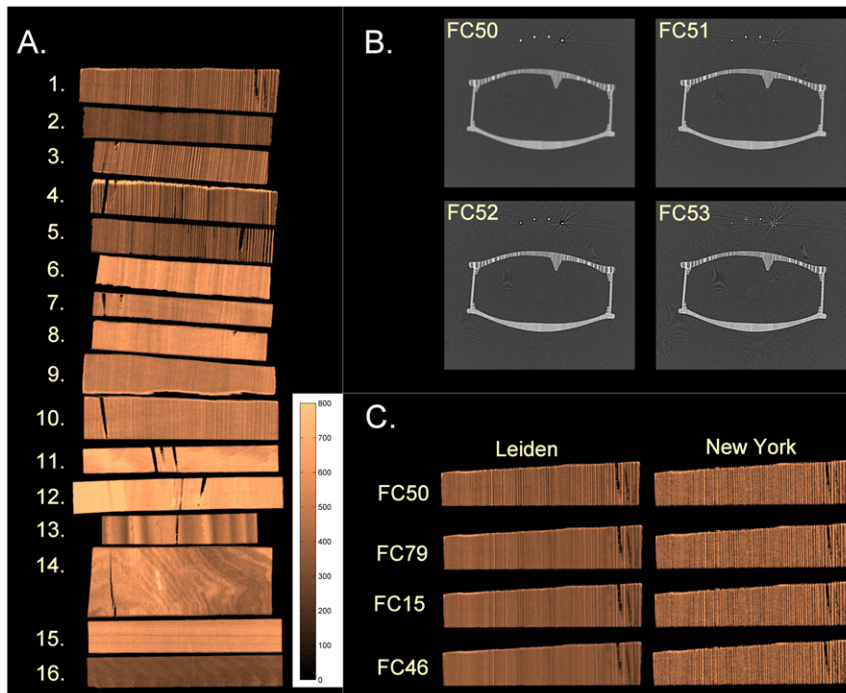 A.
1.
2.
3.
4.
5.
6.
7.
8.
9.
10.
11.
12.
13.
14.
15.
16.
800
700
600
500
400
300
200
100
0
B.
FC50 FC51
FC52 FC53
C.
Leiden New York
FC50
FC79
FC15
FC46